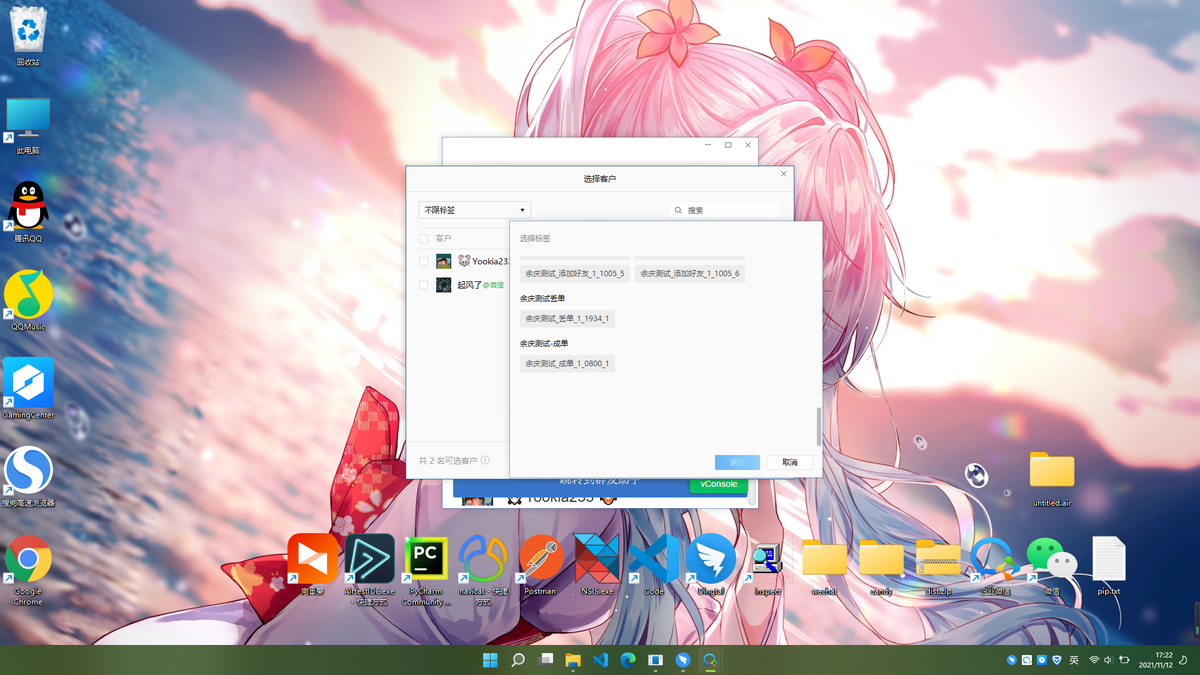 回收站
此电脑
腾讯QQ
QQMusic
GamingCenter
搜狗高速浏览器
Google
Chrome
选择客户
不限标签
搜索
客户
Yookia233
起风了@微信
选择标签
余庆测试_添加好友_1_1005_5
余庆测试_添加好友_1_1005_6
余庆测试丢单
余庆测试_丢单_1_1934_1
余庆测试-成单
余庆测试_成单_1_0800_1
共 2 名可选客户
确定
取消
跳转到群发助手
vConsole
Yookia233
untitled.air
向日葵
AirtestIDE.exe
- 快捷方式
PC
PyCharm
Community ...
navicat - 快捷
方式
Postman
NSIS.exe
Code
Dingtal
Inspect
wechat
candy
dist.zip
企业微信
微信
pip.txt
英
17:22
2021/11/12